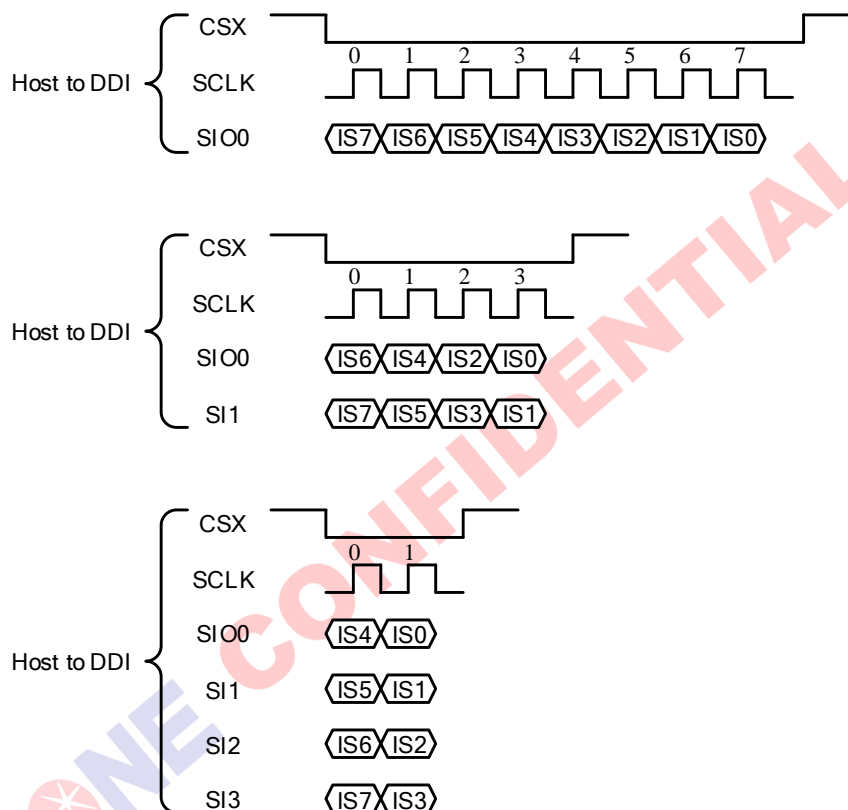 CSX
0 1 2 3 4 5 6 7
Host to DDI SCLK
SIO0 IS7 IS6 IS5 IS4 IS3 IS2 IS1 IS0
CSX
0 1 2 3
SCLK
Host to DDI
SIO0 IS6 IS4 IS2 IS0
SI1 IS7 IS5 IS3 IS1
CSX
0 1
SCLK
SIO0 IS4 IS0
Host to DDI
SI1 IS5 IS1
SI2 IS6 IS2
SI3 IS7 IS3
ONE CONFIDENTIAL